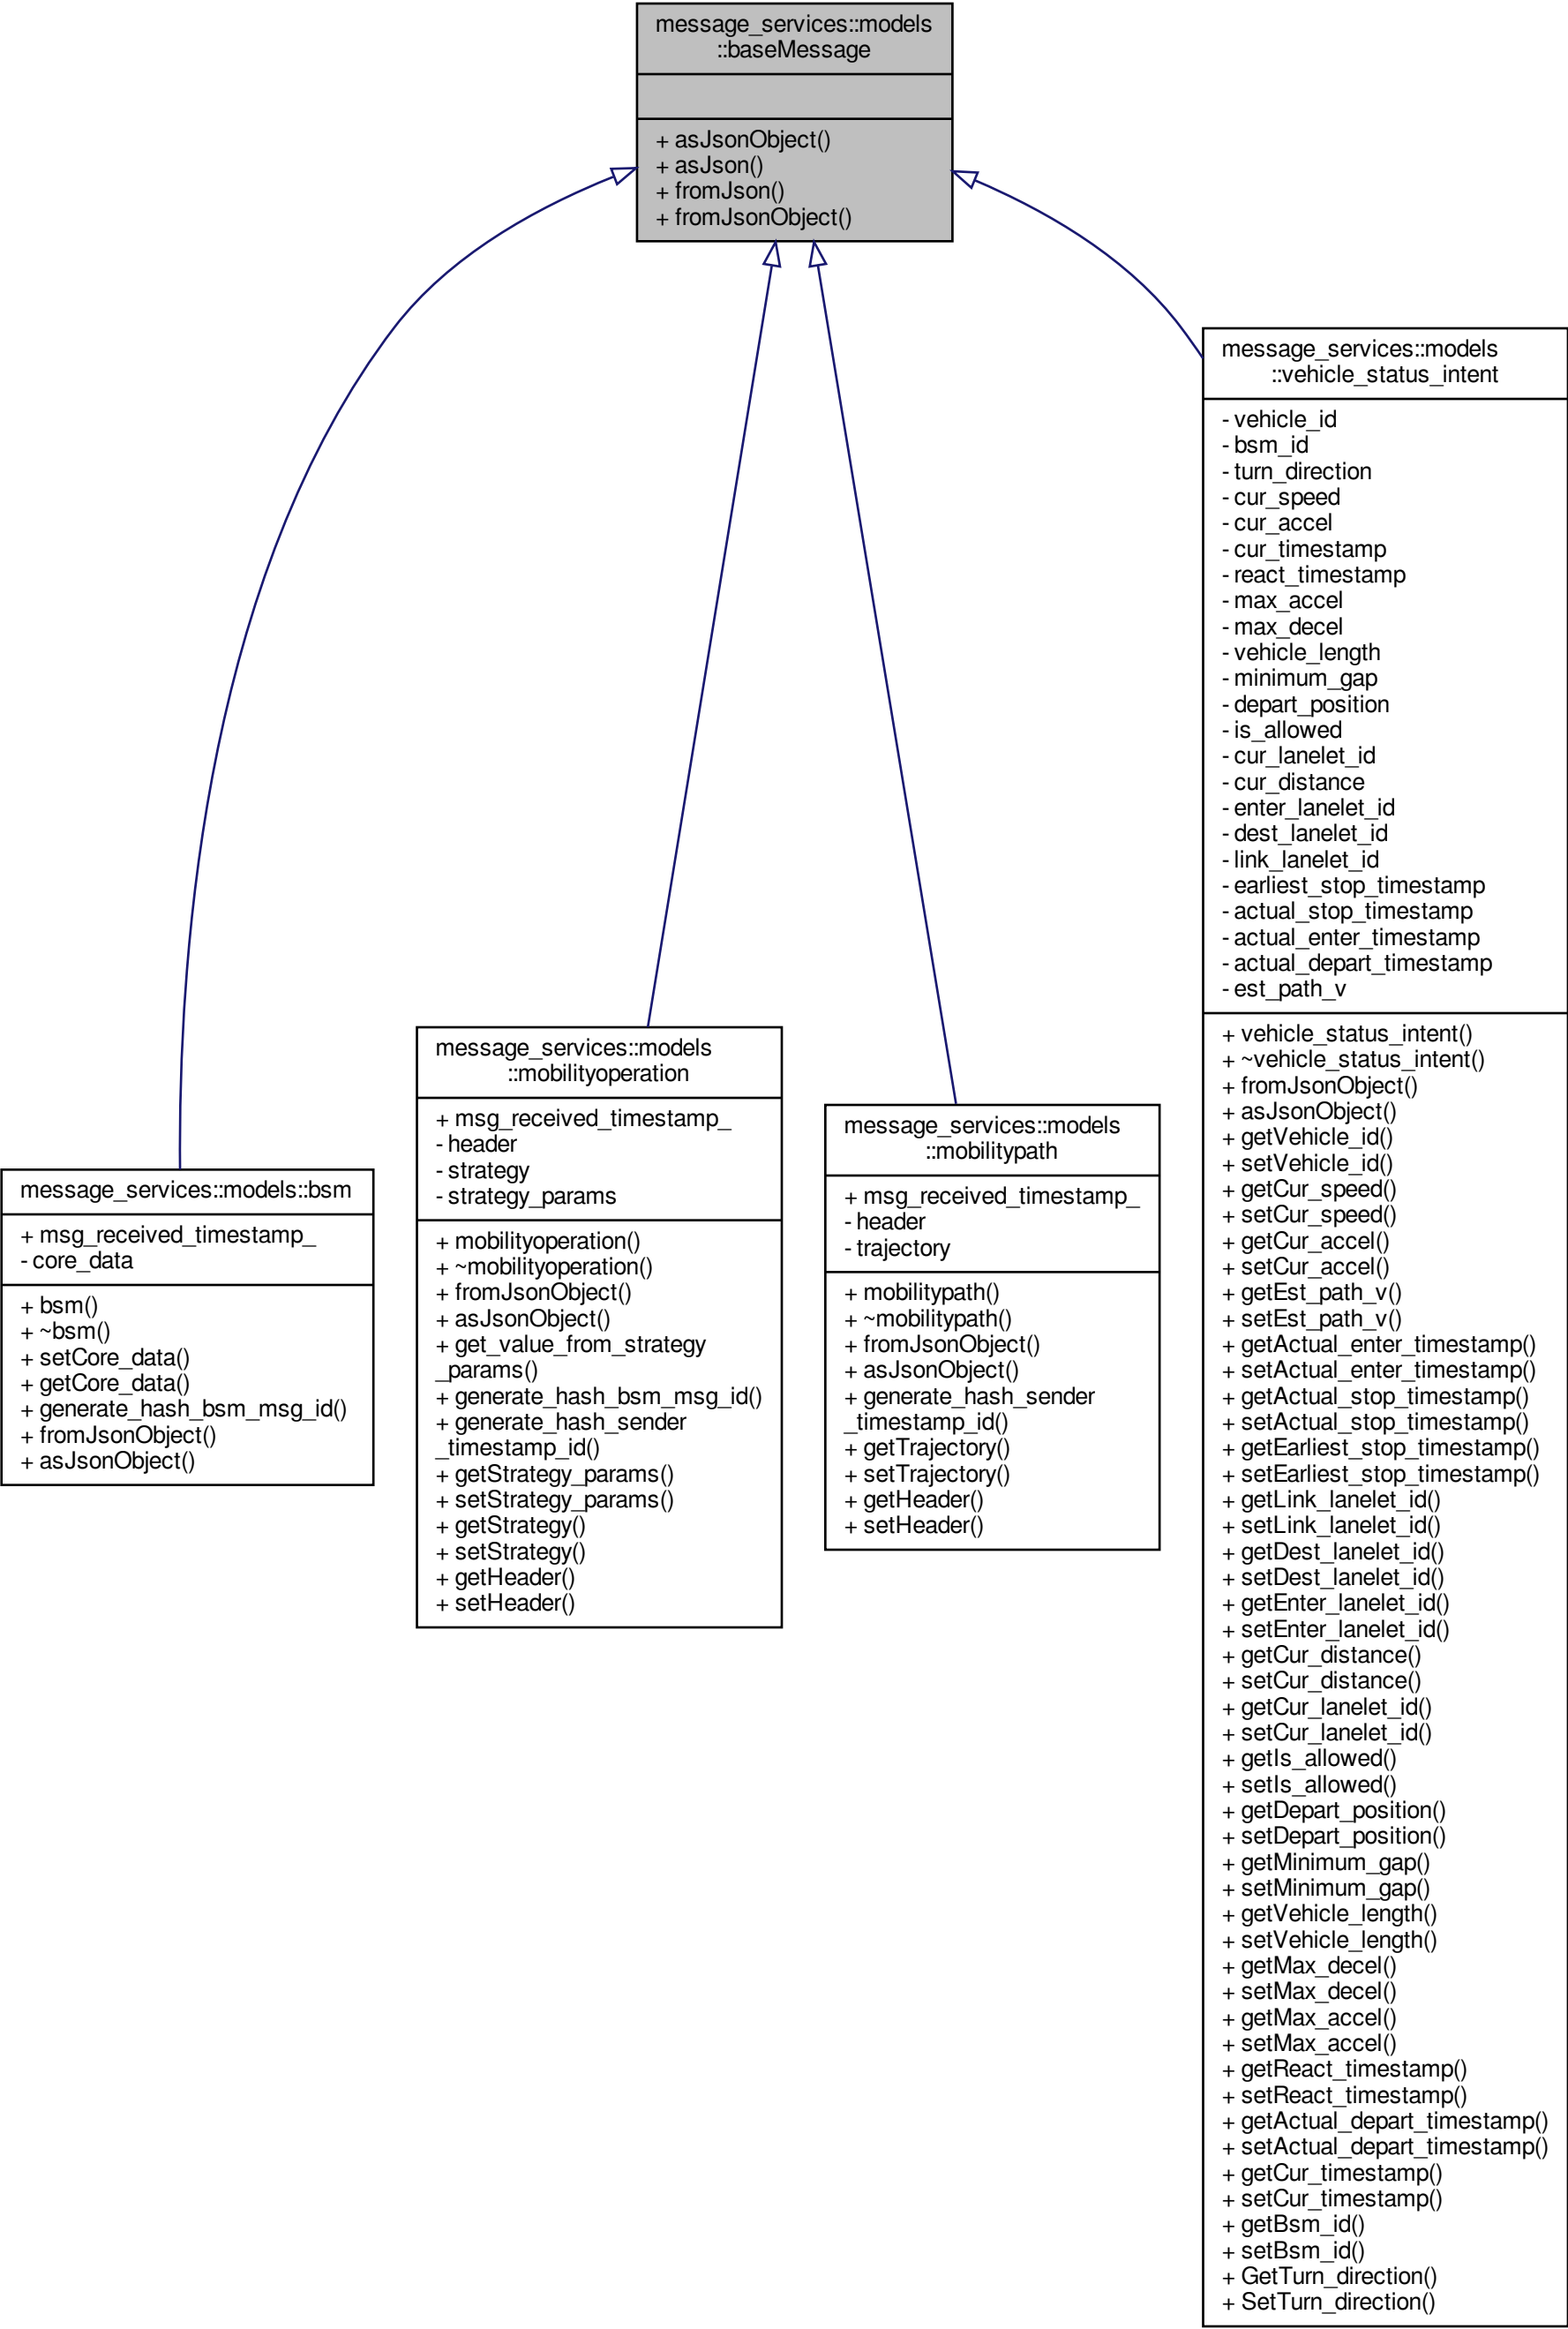 message_services::models
::baseMessage
+ asJsonObject()
+ asJson()
+ fromJson()
+ fromJsonObject()
message_services::models::bsm
+ msg_received_timestamp_
- core_data
+ bsm()
+ ~bsm()
+ setCore_data()
+ getCore_data()
+ generate_hash_bsm_msg_id()
+ fromJsonObject()
+ asJsonObject()
message_services::models
::mobilityoperation
+ msg_received_timestamp_
- header
- strategy
- strategy_params
+ mobilityoperation()
+ ~mobilityoperation()
+ fromJsonObject()
+ asJsonObject()
+ get_value_from_strategy
_params()
+ generate_hash_bsm_msg_id()
+ generate_hash_sender
_timestamp_id()
+ getStrategy_params()
+ setStrategy_params()
+ getStrategy()
+ setStrategy()
+ getHeader()
+ setHeader()
message_services::models
::mobilitypath
+ msg_received_timestamp_
- header
- trajectory
+ mobilitypath()
+ ~mobilitypath()
+ fromJsonObject()
+ asJsonObject()
+ generate_hash_sender
_timestamp_id()
+ getTrajectory()
+ setTrajectory()
+ getHeader()
+ setHeader()
message_services::models
::vehicle_status_intent
- vehicle_id
- bsm_id
- turn_direction
- cur_speed
- cur_accel
- cur_timestamp
- react_timestamp
- max_accel
- max_decel
- vehicle_length
- minimum_gap
- depart_position
- is_allowed
- cur_lanelet_id
- cur_distance
- enter_lanelet_id
- dest_lanelet_id
- link_lanelet_id
- earliest_stop_timestamp
- actual_stop_timestamp
- actual_enter_timestamp
- actual_depart_timestamp
- est_path_v
+ vehicle_status_intent()
+ ~vehicle_status_intent()
+ fromJsonObject()
+ asJsonObject()
+ getVehicle_id()
+ setVehicle_id()
+ getCur_speed()
+ setCur_speed()
+ getCur_accel()
+ setCur_accel()
+ getEst_path_v()
+ setEst_path_v()
+ getActual_enter_timestamp()
+ setActual_enter_timestamp()
+ getActual_stop_timestamp()
+ setActual_stop_timestamp()
+ getEarliest_stop_timestamp()
+ setEarliest_stop_timestamp()
+ getLink_lanelet_id()
+ setLink_lanelet_id()
+ getDest_lanelet_id()
+ setDest_lanelet_id()
+ getEnter_lanelet_id()
+ setEnter_lanelet_id()
+ getCur_distance()
+ setCur_distance()
+ getCur_lanelet_id()
+ setCur_lanelet_id()
+ getIs_allowed()
+ setIs_allowed()
+ getDepart_position()
+ setDepart_position()
+ getMinimum_gap()
+ setMinimum_gap()
+ getVehicle_length()
+ setVehicle_length()
+ getMax_decel()
+ setMax_decel()
+ getMax_accel()
+ setMax_accel()
+ getReact_timestamp()
+ setReact_timestamp()
+ getActual_depart_timestamp()
+ setActual_depart_timestamp()
+ getCur_timestamp()
+ setCur_timestamp()
+ getBsm_id()
+ setBsm_id()
+ GetTurn_direction()
+ SetTurn_direction()